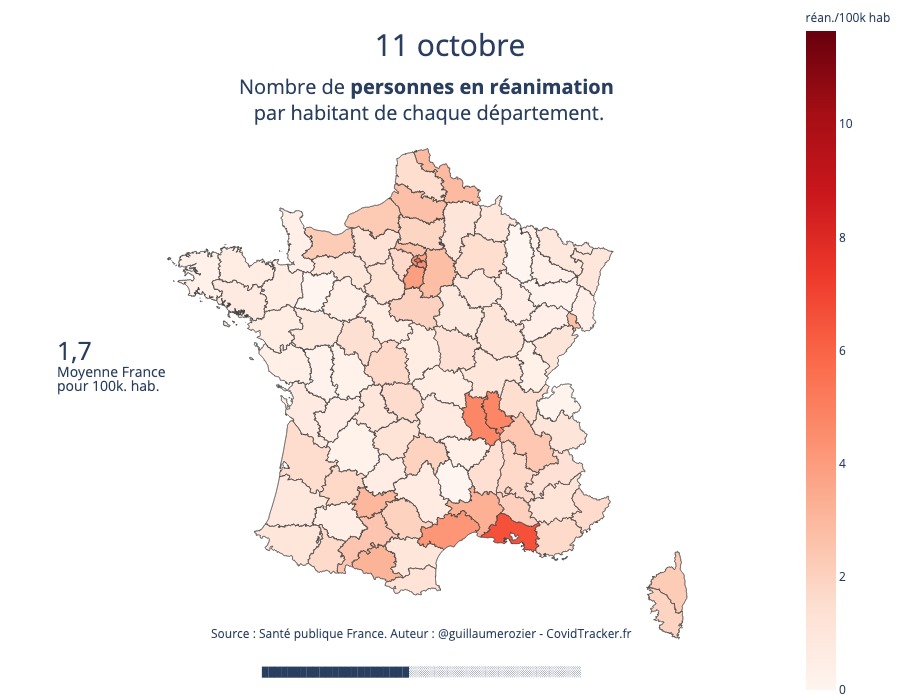 réan./100k hab
11 octobre
Nombre de personnes en réanimation
par habitant de chaque département.
10
8
6
4
2
0
1,7
Moyenne France
pour 100k. hab.
Source : Santé publique France. Auteur : @guillaumerozier - CovidTracker.fr